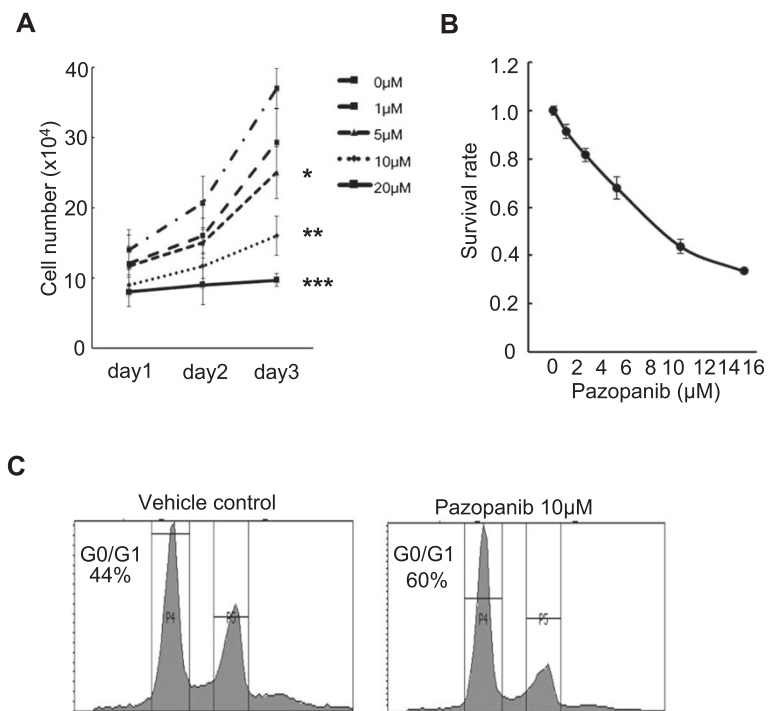 A
40
30
20
10
0
Cell number (x10⁴)
day1 day2 day3
0µM
1µM
5µM
10µM
20µM
*
**
***
B
1.2
1.0
0.8
0.6
0.4
0.2
0
Survival rate
0 2 4 6 8 10 12 14 16
Pazopanib (µM)
C
Vehicle control
G0/G1
44%
P4
P5
Pazopanib 10µM
G0/G1
60%
P4
P5